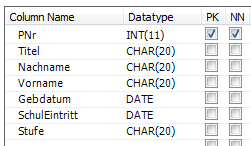 Column Name Datatype PK NN
PNr INT(11)
Titel CHAR(20)
Nachname CHAR(20)
Vorname CHAR(20)
Gebdatum DATE
SchulEintritt DATE
Stufe CHAR(20)